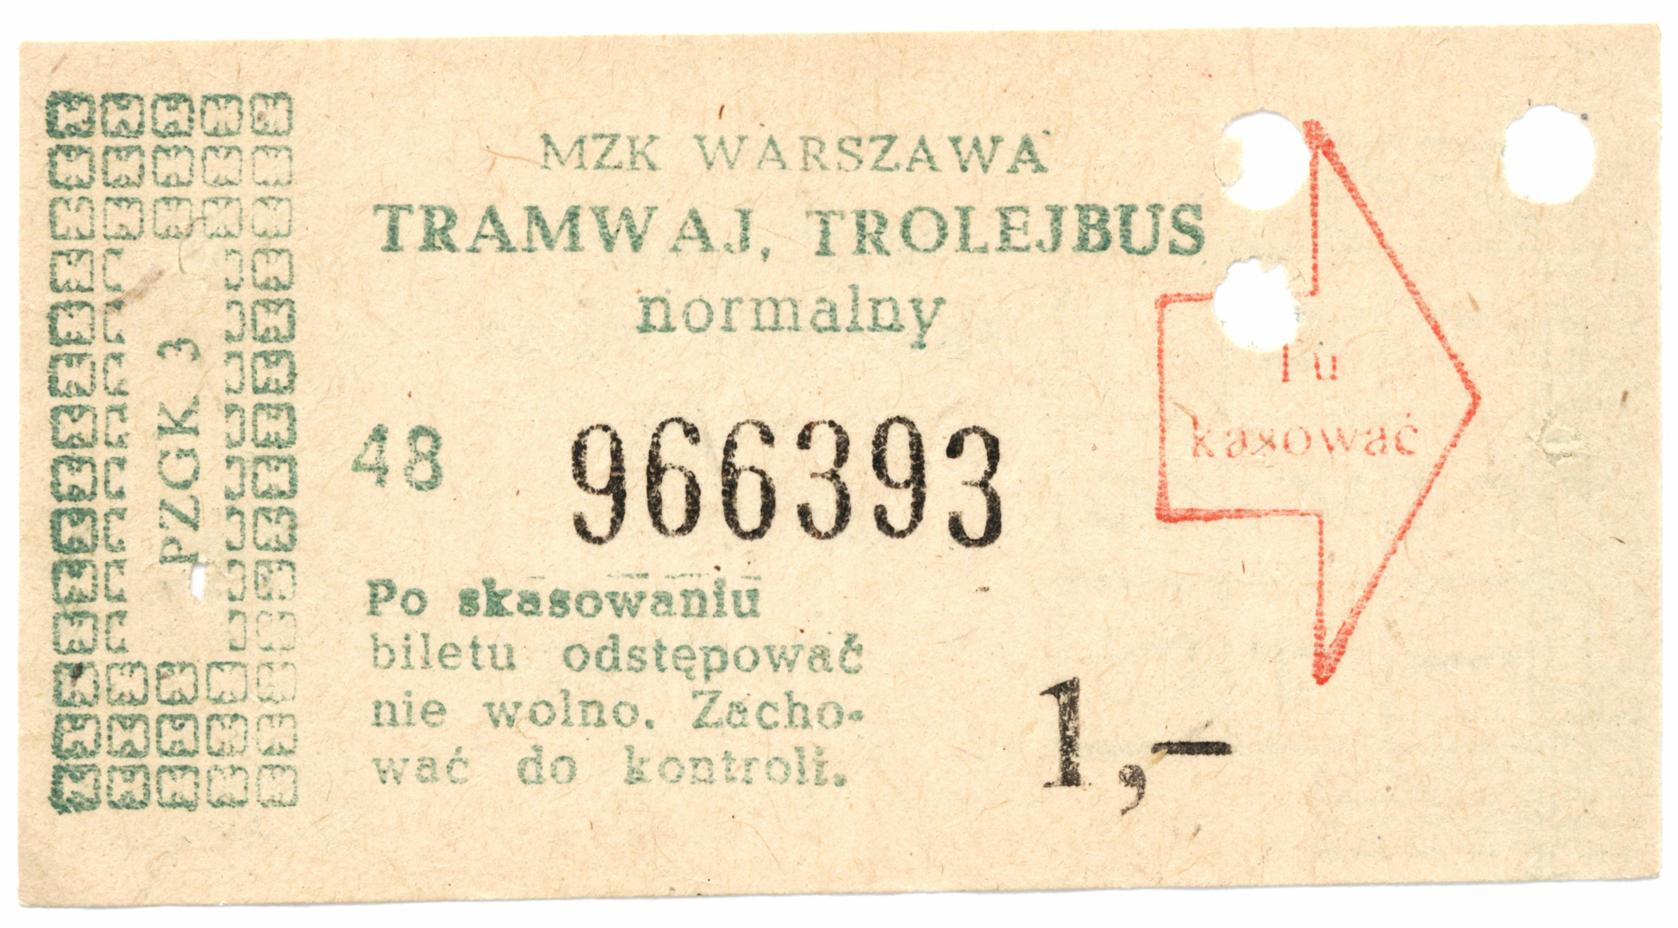 MZK WARSZAWA
TRAMWAJ, TROLEJBUS
normalny
PZGK 3
48 966393
Tu
kasować
Po skasowaniu
biletu odstępować
nie wolno. Zacho-
wać do kontroli.
1,—